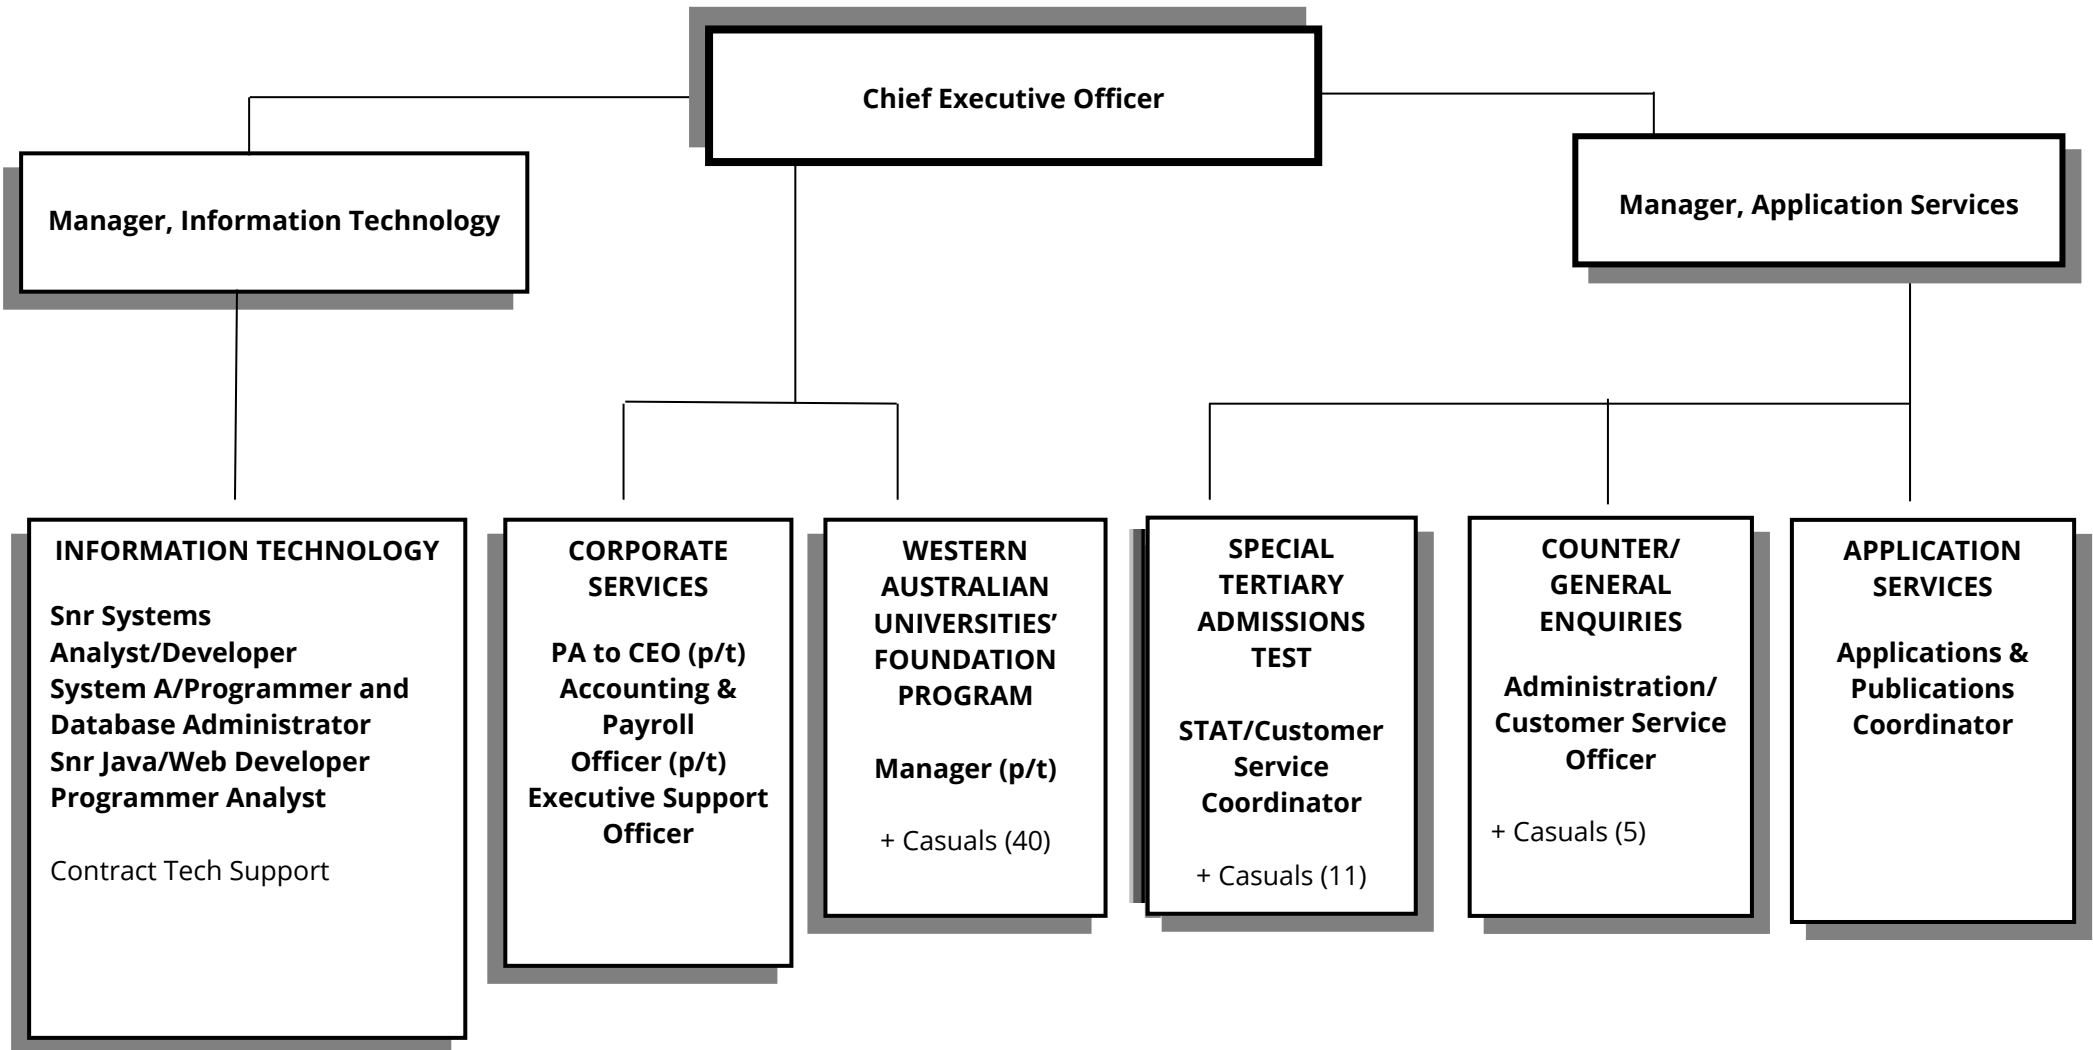 Chief Executive Officer
Manager, Information Technology
Manager, Application Services
INFORMATION TECHNOLOGY
Snr Systems
Analyst/Developer
System A/Programmer and
Database Administrator
Snr Java/Web Developer
Programmer Analyst
Contract Tech Support
CORPORATE
SERVICES
PA to CEO (p/t)
Accounting &
Payroll
Officer (p/t)
Executive Support
Officer
WESTERN
AUSTRALIAN
UNIVERSITIES’
FOUNDATION
PROGRAM
Manager (p/t)
+ Casuals (40)
SPECIAL
TERTIARY
ADMISSIONS
TEST
STAT/Customer
Service
Coordinator
+ Casuals (11)
COUNTER/
GENERAL
ENQUIRIES
Administration/
Customer Service
Officer
+ Casuals (5)
APPLICATION
SERVICES
Applications &
Publications
Coordinator